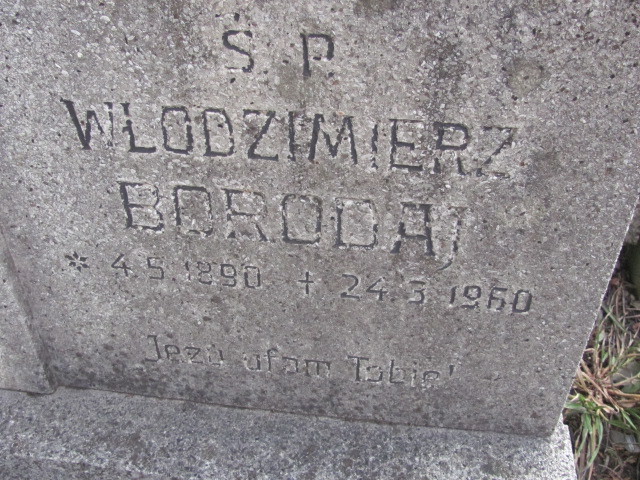 Ś P
WŁODZIMIERZ
BORODAJ
* 4.5.1890 + 24.3.1960
Jezu ufam Tobie!